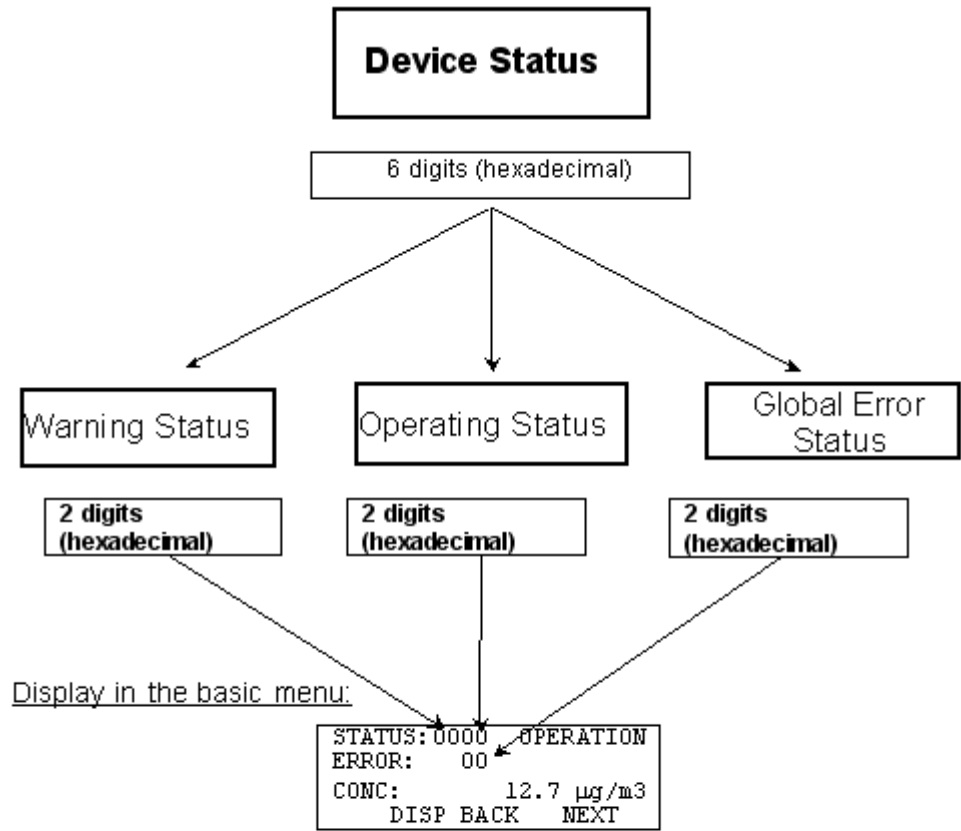 Device Status
6 digits (hexadecimal)
Warning Status
Operating Status
Global Error
Status
2 digits
(hexadecimal)
2 digits
(hexadecimal)
2 digits
(hexadecimal)
Display in the basic menu:
STATUS:0000 OPERATION
ERROR: 00
CONC: 12.7 µg/m3
DISP BACK NEXT